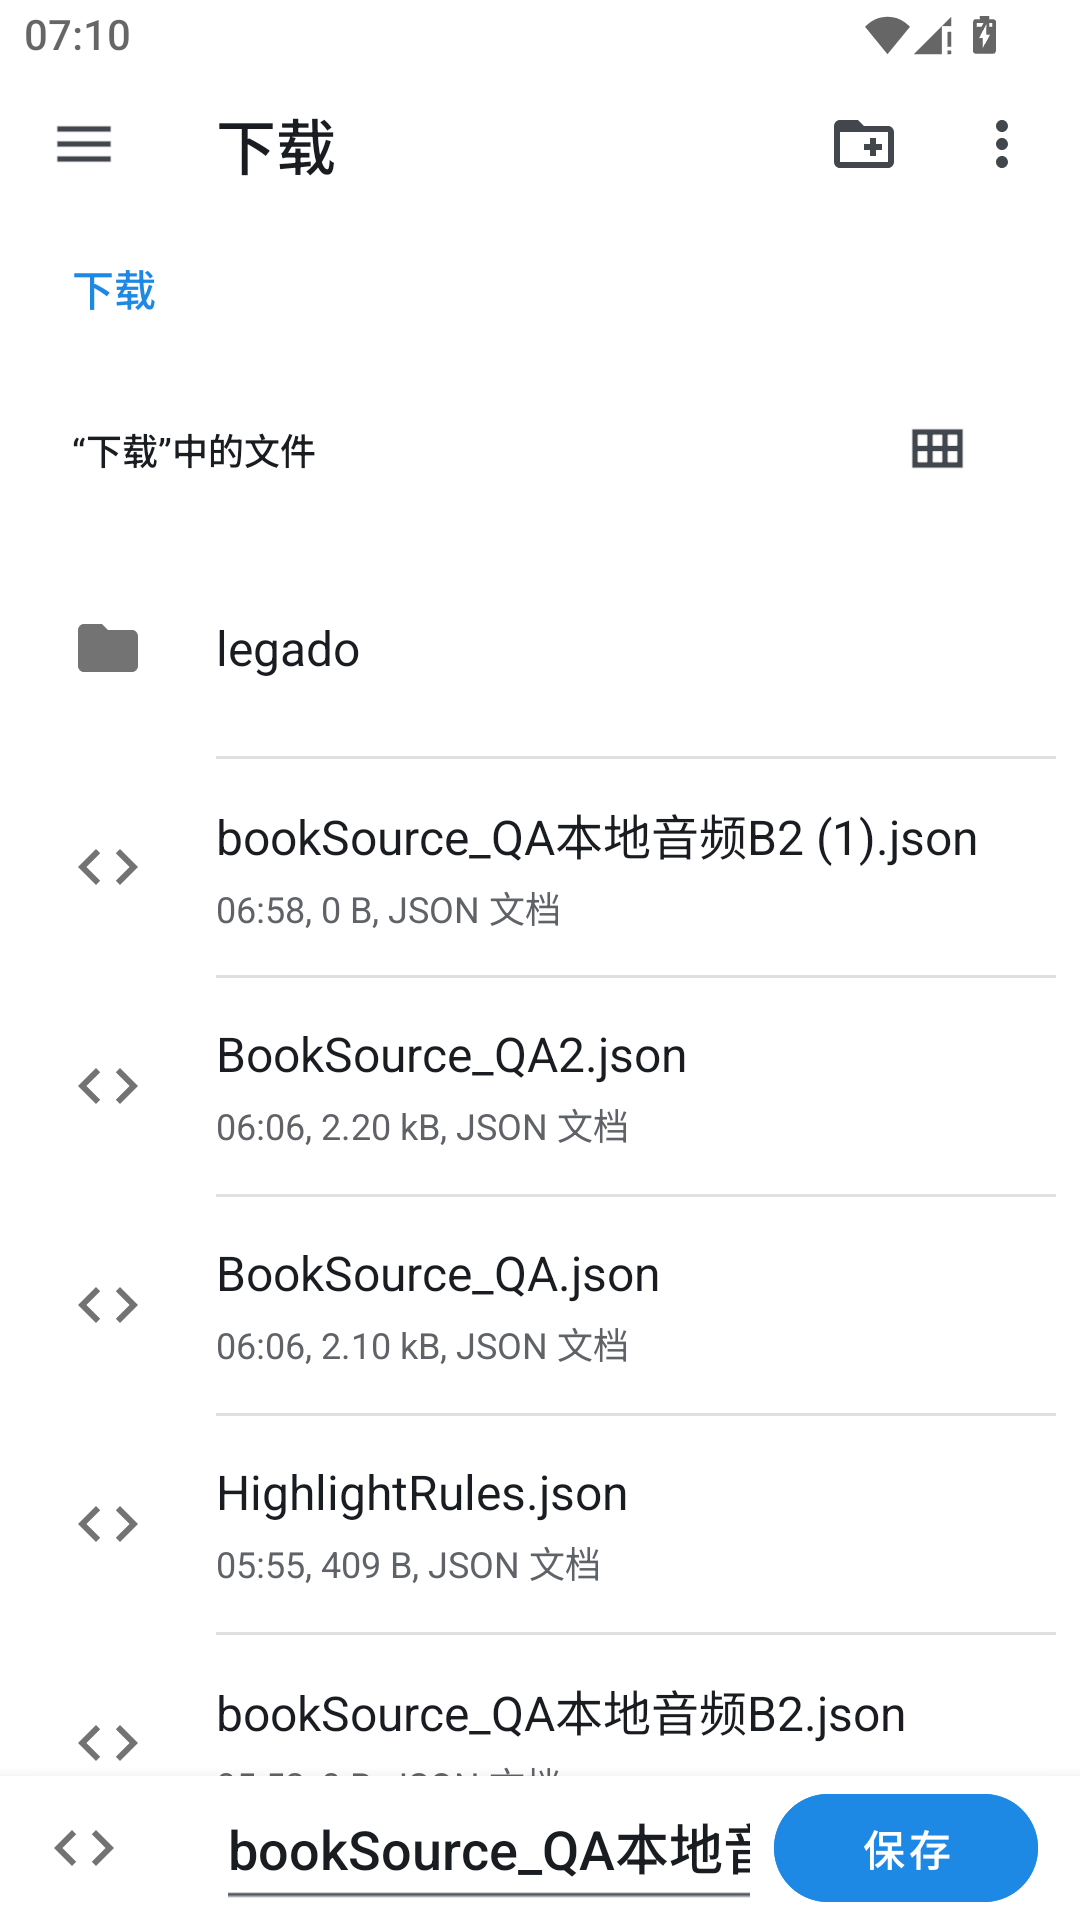 07:10
下载
下载
“下载”中的文件
legado
bookSource_QA本地音频B2 (1).json
06:58, 0 B, JSON 文档
BookSource_QA2.json
06:06, 2.20 kB, JSON 文档
BookSource_QA.json
06:06, 2.10 kB, JSON 文档
HighlightRules.json
05:55, 409 B, JSON 文档
bookSource_QA本地音频B2.json
bookSource_QA本地
保存